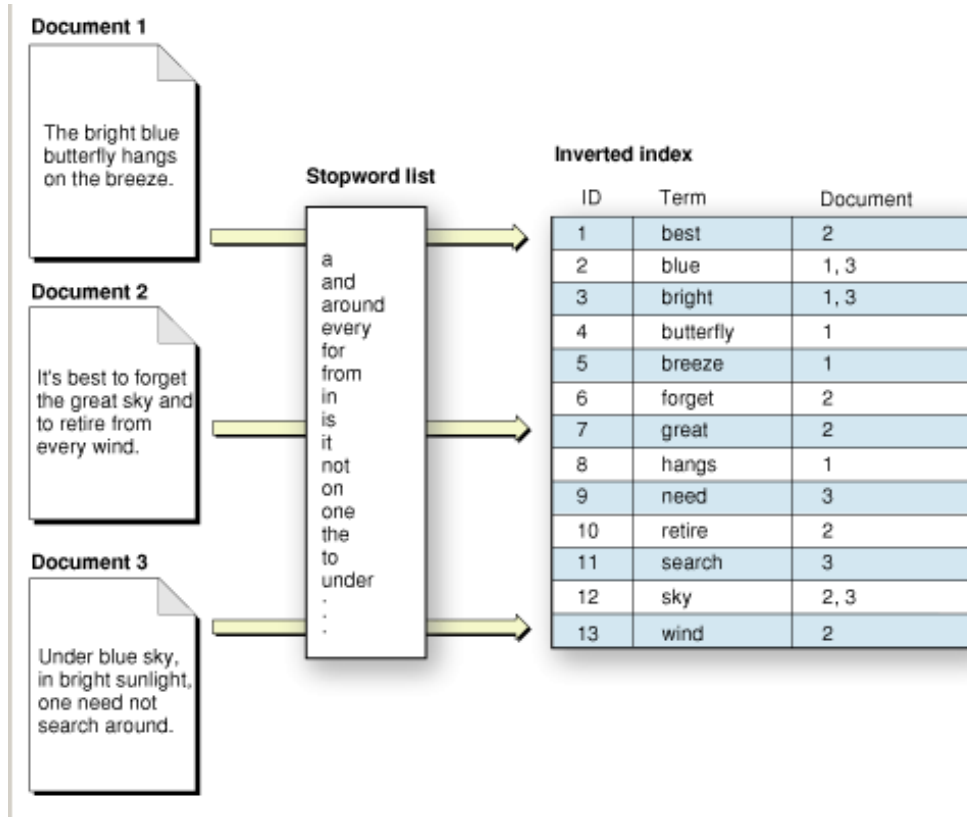 Document 1
The bright blue
butterfly hangs
on the breeze.
Document 2
It's best to forget
the great sky and
to retire from
every wind.
Document 3
Under blue sky,
in bright sunlight,
one need not
search around.
Stopword list
a
and
around
every
for
from
in
is
it
not
on
one
the
to
under
.
.
.
Inverted index
ID Term Document
1 best 2
2 blue 1, 3
3 bright 1, 3
4 butterfly 1
5 breeze 1
6 forget 2
7 great 2
8 hangs 1
9 need 3
10 retire 2
11 search 3
12 sky 2, 3
13 wind 2